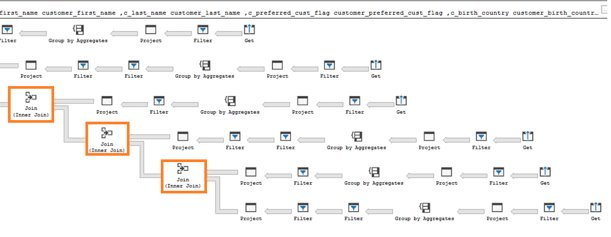 first_name customer_first_name ,c_last_name customer_last_name ,c_preferred_cust_flag customer_preferred_cust_flag ,c_birth_country customer_birth_countr...
Filter Group by Aggregates Project Filter Get
Project Filter Filter Group by Aggregates Project Filter Get
Join (Inner Join) Project Filter Group by Aggregates Project Filter Get
Join (Inner Join) Project Filter Filter Group by Aggregates Project Filter Get
Join (Inner Join) Project Filter Group by Aggregates Project Filter Get
Project Filter Filter Group by Aggregates Project Filter Get